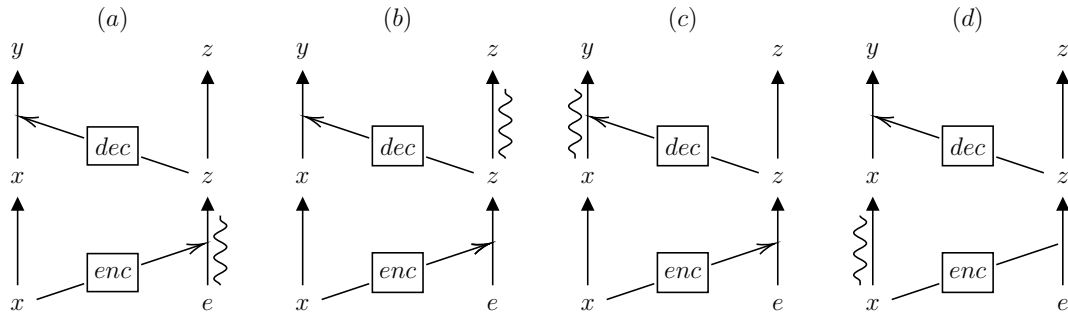 (a) (b) (c) (d)
y z y z y z y z
dec dec dec dec
x z x z x z x z
enc enc enc enc
x e x e x e x e